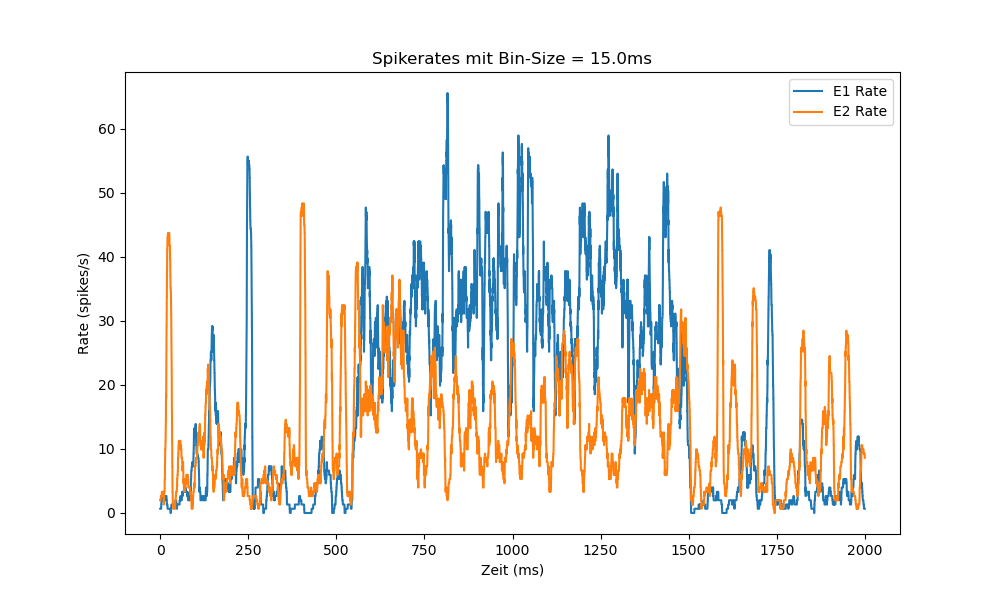 Spikerates mit Bin-Size = 15.0ms
E1 Rate
E2 Rate
60
50
40
30
20
10
0
Rate (spikes/s)
0 250 500 750 1000 1250 1500 1750 2000
Zeit (ms)